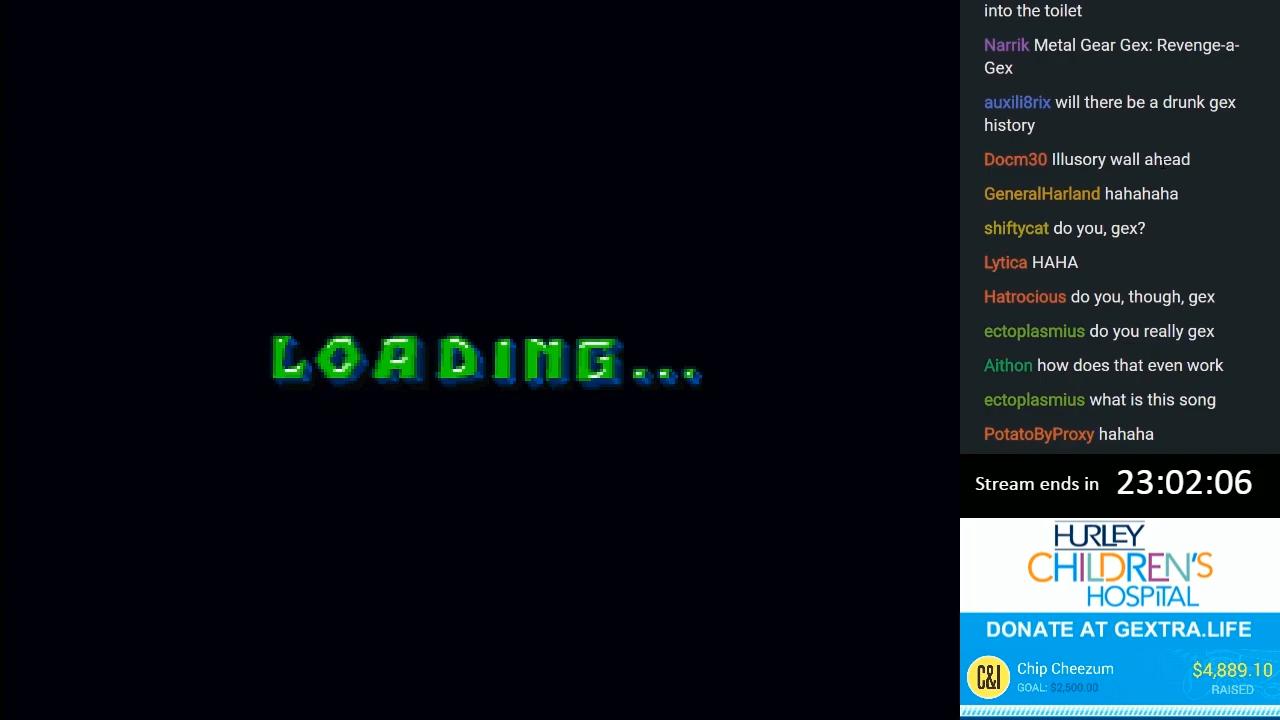 LOADING...
into the toilet
Narrik Metal Gear Gex: Revenge-a-
Gex
auxili8rix will there be a drunk gex
history
Docm30 Illusory wall ahead
GeneralHarland hahahaha
shiftycat do you, gex?
Lytica HAHA
Hatrocious do you, though, gex
ectoplasmius do you really gex
Aithon how does that even work
ectoplasmius what is this song
PotatoByProxy hahaha
Stream ends in 23:02:06
HURLEY
CHILDREN'S
HOSPITAL
DONATE AT GEXTRA.LIFE
C&I
Chip Cheezum
GOAL: $2,500.00
$4,889.10
RAISED